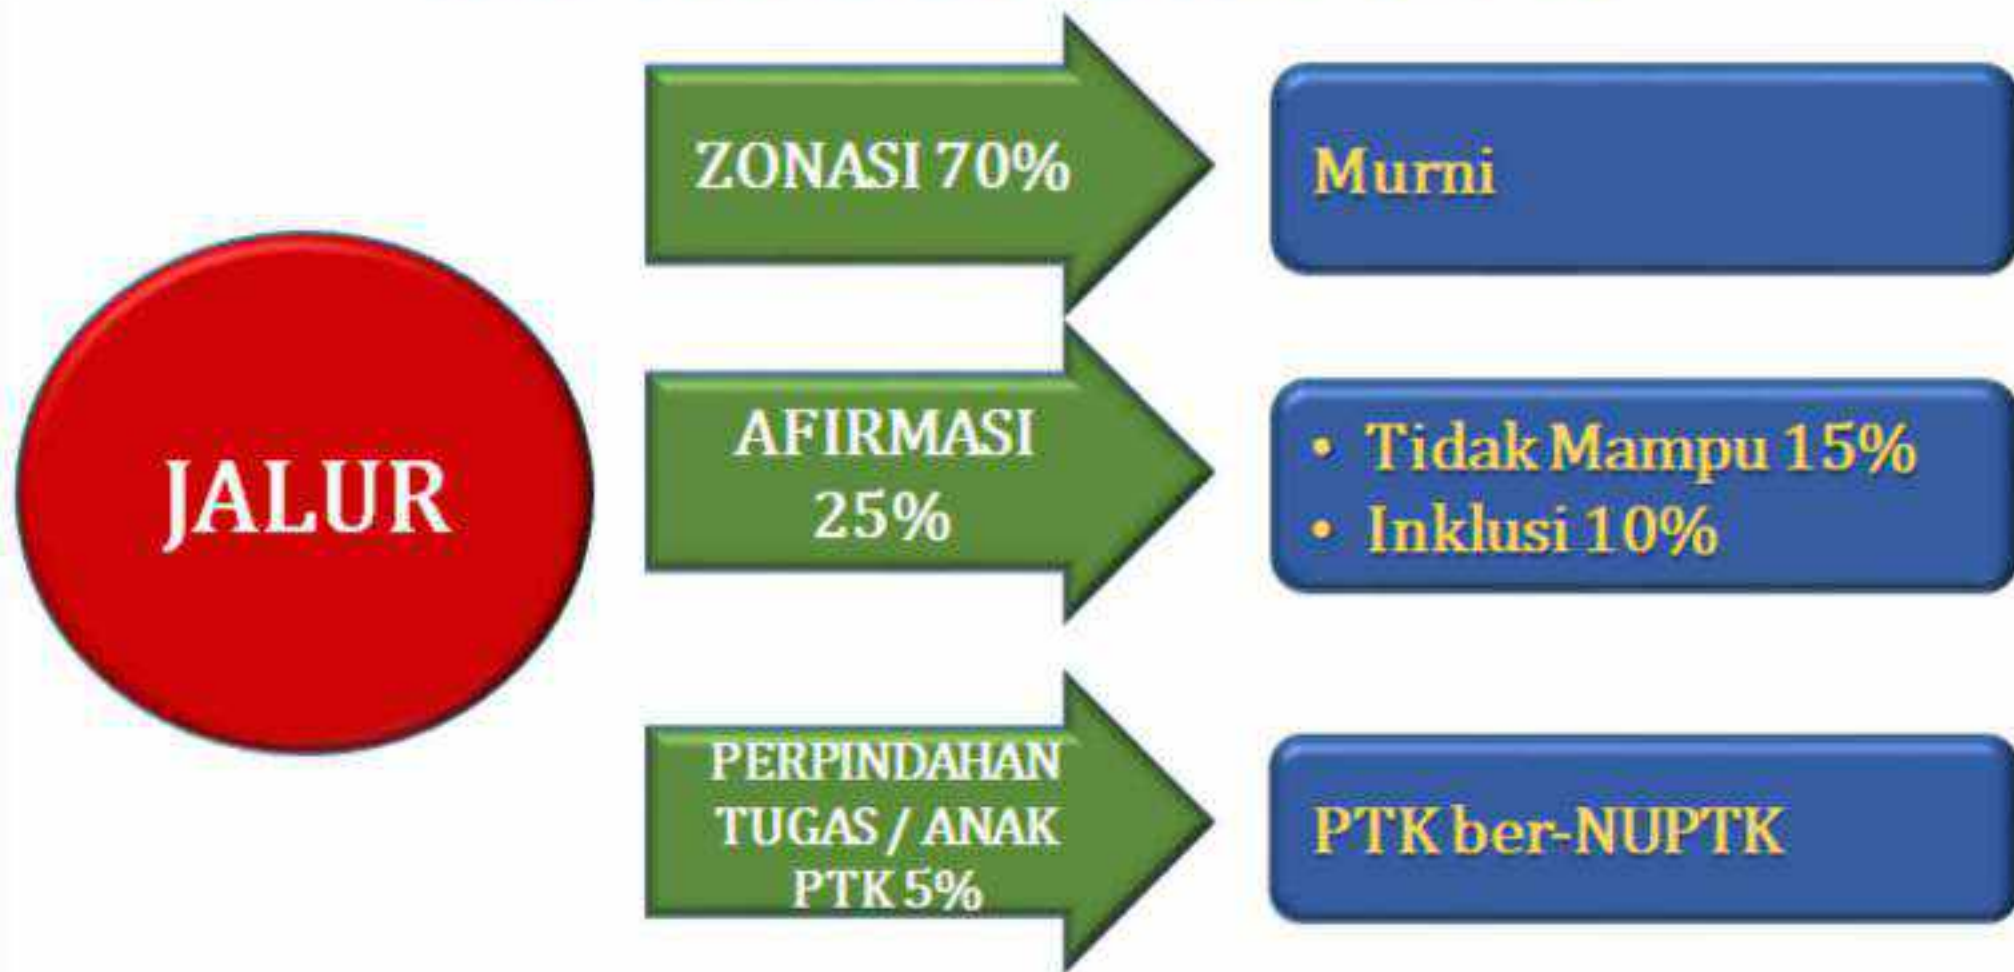 JALUR
ZONASI 70%
Murni
AFIRMASI
25%
• Tidak Mampu 15%
• Inklusi 10%
PERPINDAHAN
TUGAS / ANAK
PTK 5%
PTK ber-NUPTK